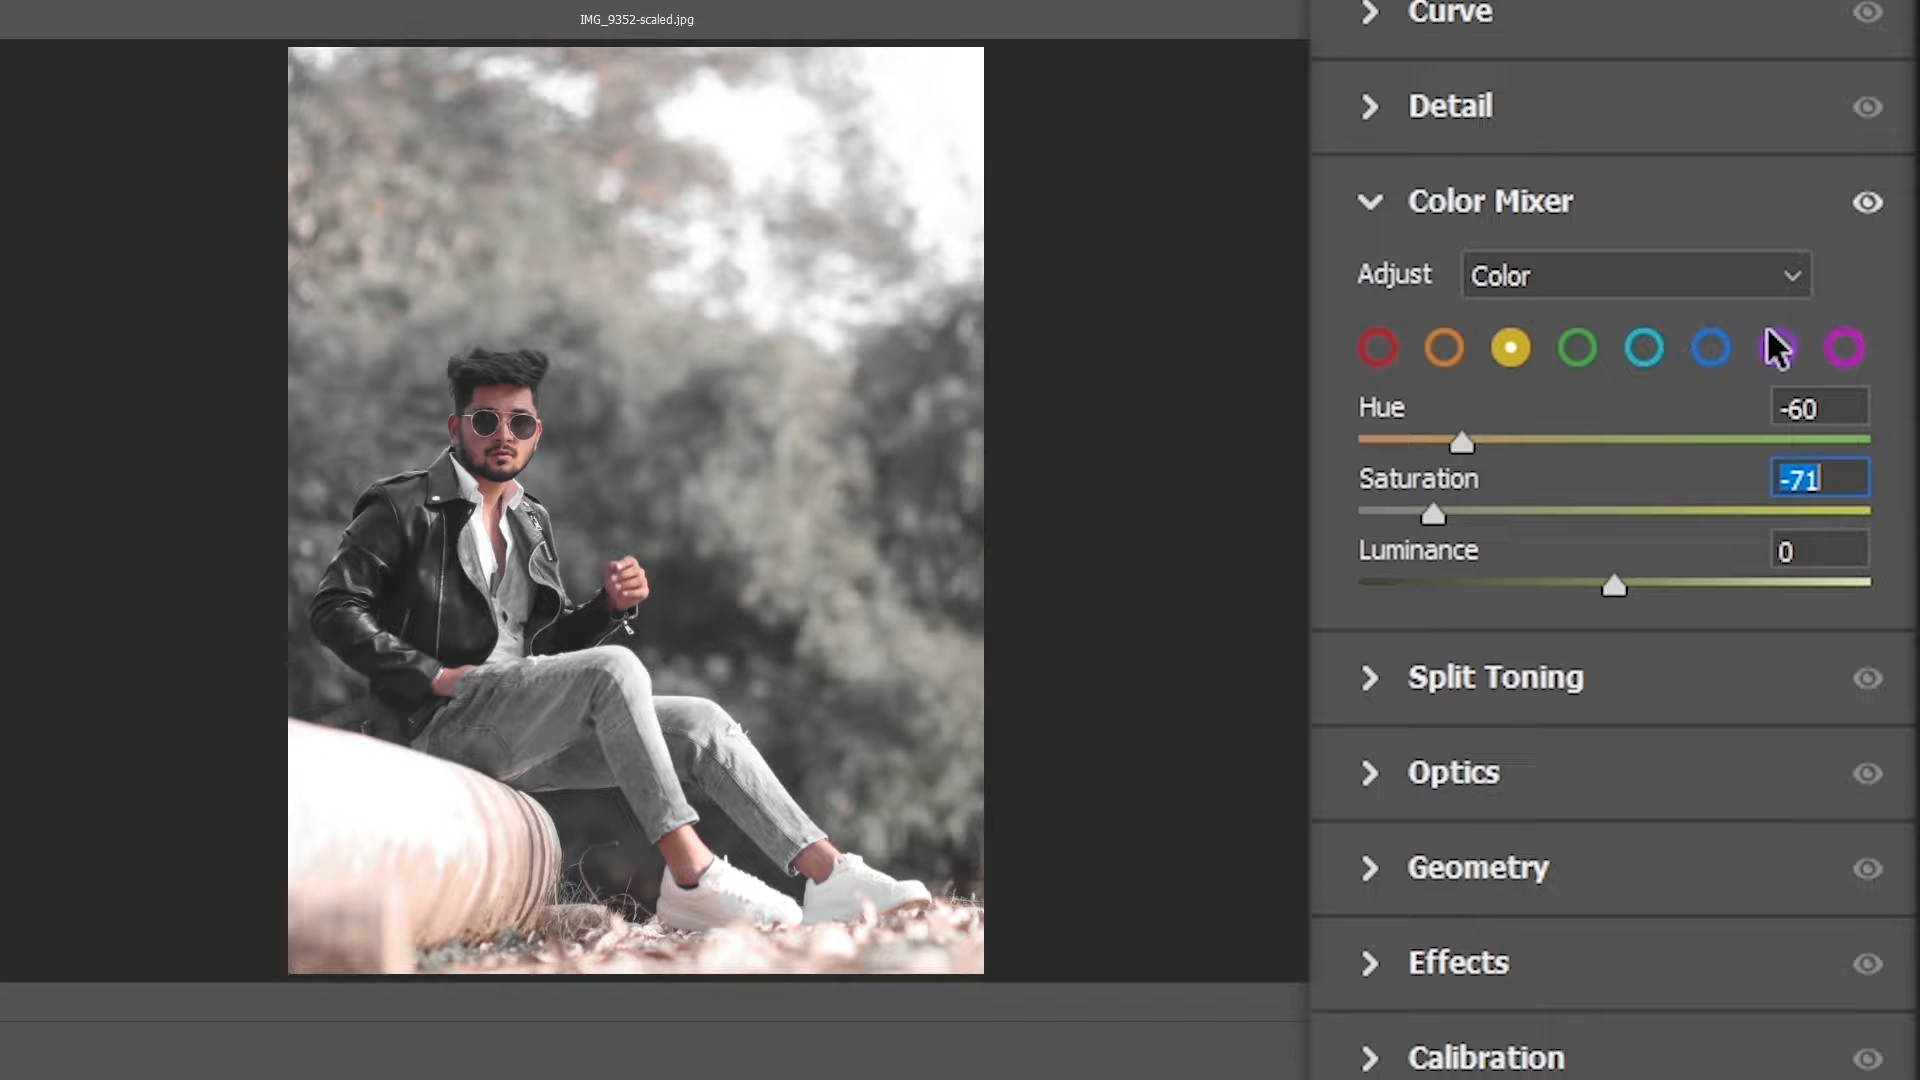 IMG_9352-scaled.jpg
Curve
Detail
Color Mixer
Adjust Color
Hue -60
Saturation -71
Luminance 0
Split Toning
Optics
Geometry
Effects
Calibration